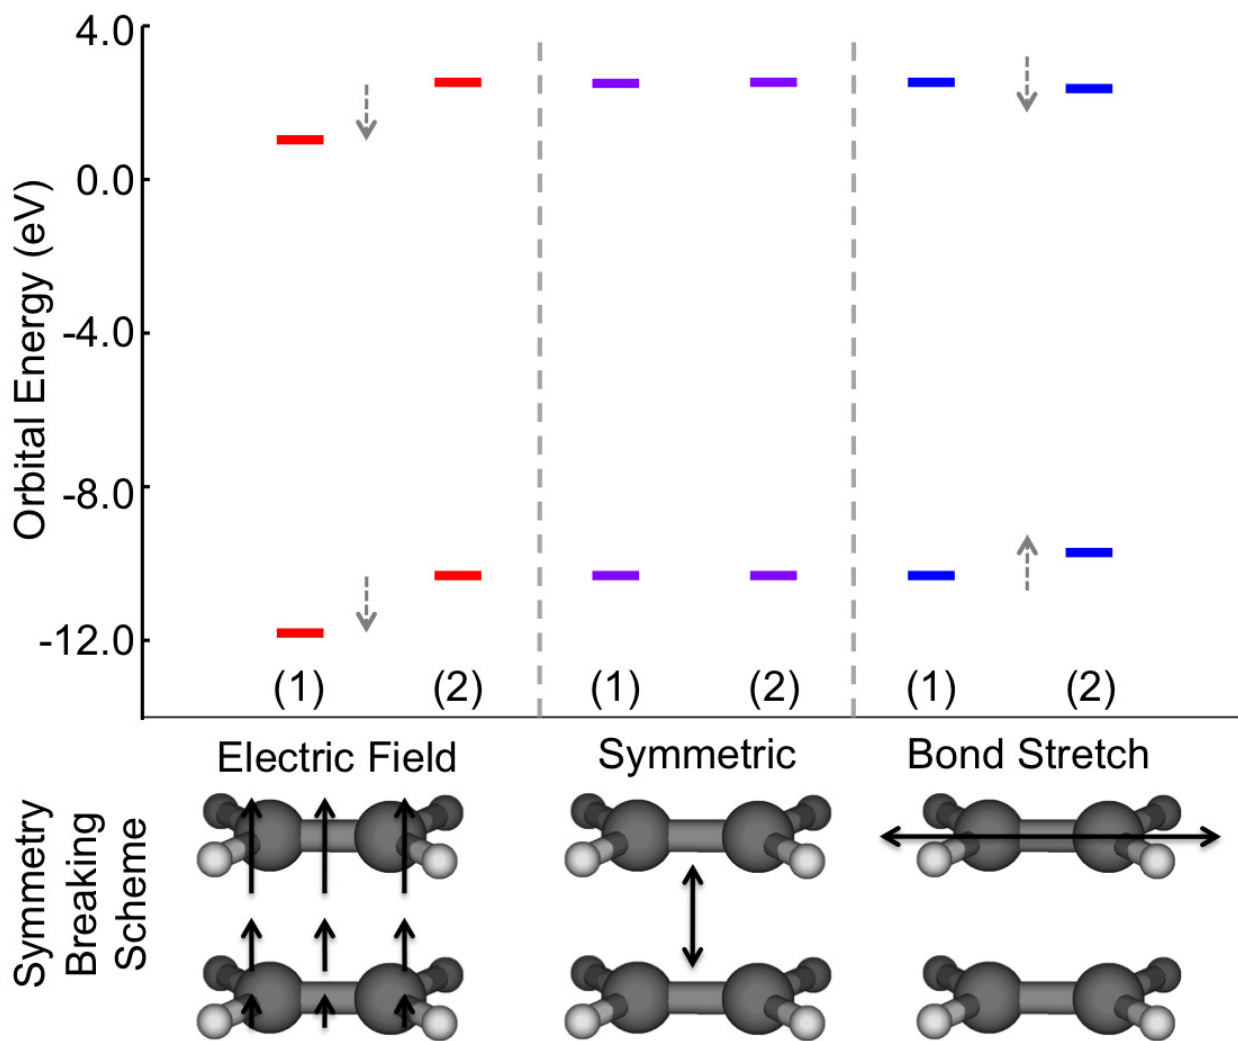 4.0
0.0
-4.0
-8.0
-12.0
Orbital Energy (eV)
(1) (2) (1) (2) (1) (2)
Electric Field Symmetric Bond Stretch
Symmetry
Breaking
Scheme